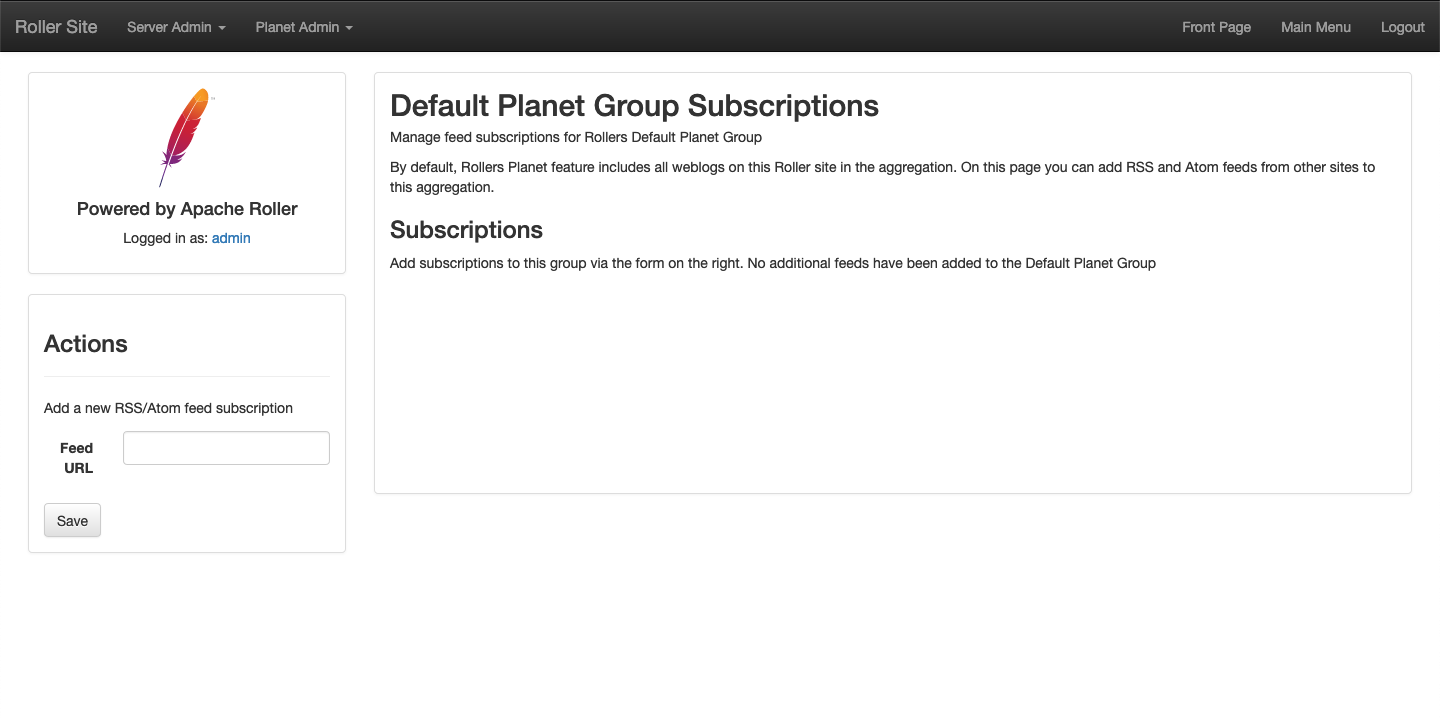 Roller Site
Server Admin
Planet Admin
Front Page
Main Menu
Logout
Powered by Apache Roller
Logged in as: admin
Actions
Add a new RSS/Atom feed subscription
Feed
URL
Save
Default Planet Group Subscriptions
Manage feed subscriptions for Rollers Default Planet Group
By default, Rollers Planet feature includes all weblogs on this Roller site in the aggregation. On this page you can add RSS and Atom feeds from other sites to
this aggregation.
Subscriptions
Add subscriptions to this group via the form on the right. No additional feeds have been added to the Default Planet Group